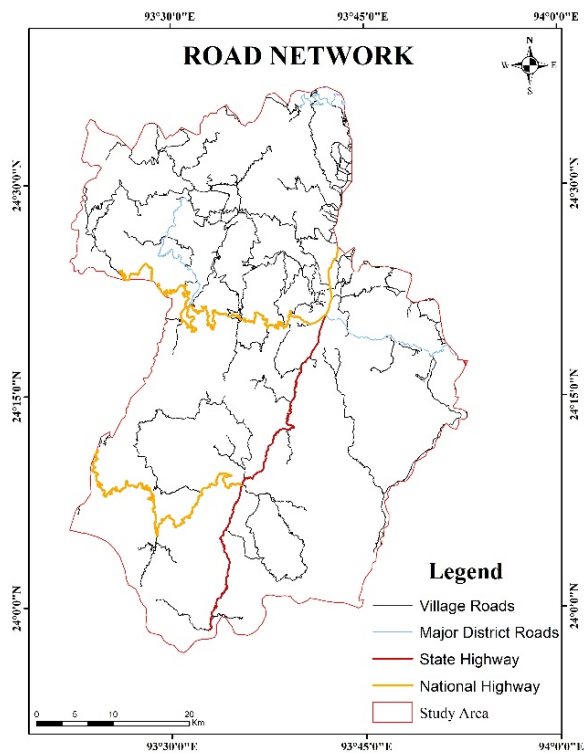 93°30'0"E 93°45'0"E 94°0'0"E
ROAD NETWORK
N
W E
S
24°30'0"N 24°30'0"N
24°15'0"N 24°15'0"N
24°0'0"N 24°0'0"N
Legend
Village Roads
Major District Roads
State Highway
National Highway
Study Area
0 5 10 20
Km
93°30'0"E 93°45'0"E 94°0'0"E